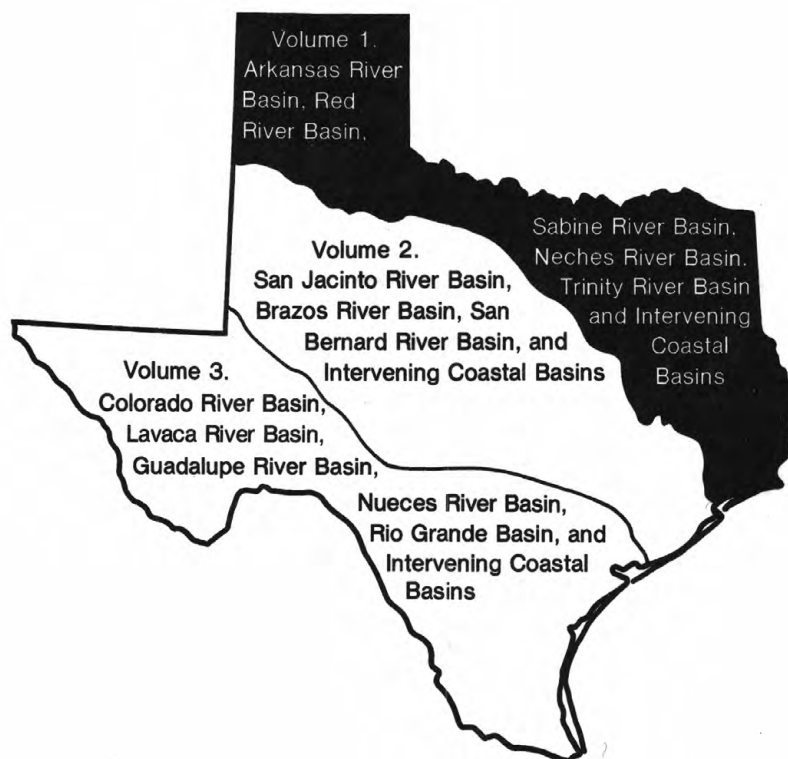 Volume 1.
Arkansas River
Basin, Red
River Basin,
Sabine River Basin.
Neches River Basin.
Trinity River Basin
and Intervening
Coastal
Basins
Volume 2.
San Jacinto River Basin,
Brazos River Basin, San
Bernard River Basin, and
Intervening Coastal Basins
Volume 3.
Colorado River Basin,
Lavaca River Basin,
Guadalupe River Basin,
Nueces River Basin,
Rio Grande Basin, and
Intervening Coastal
Basins